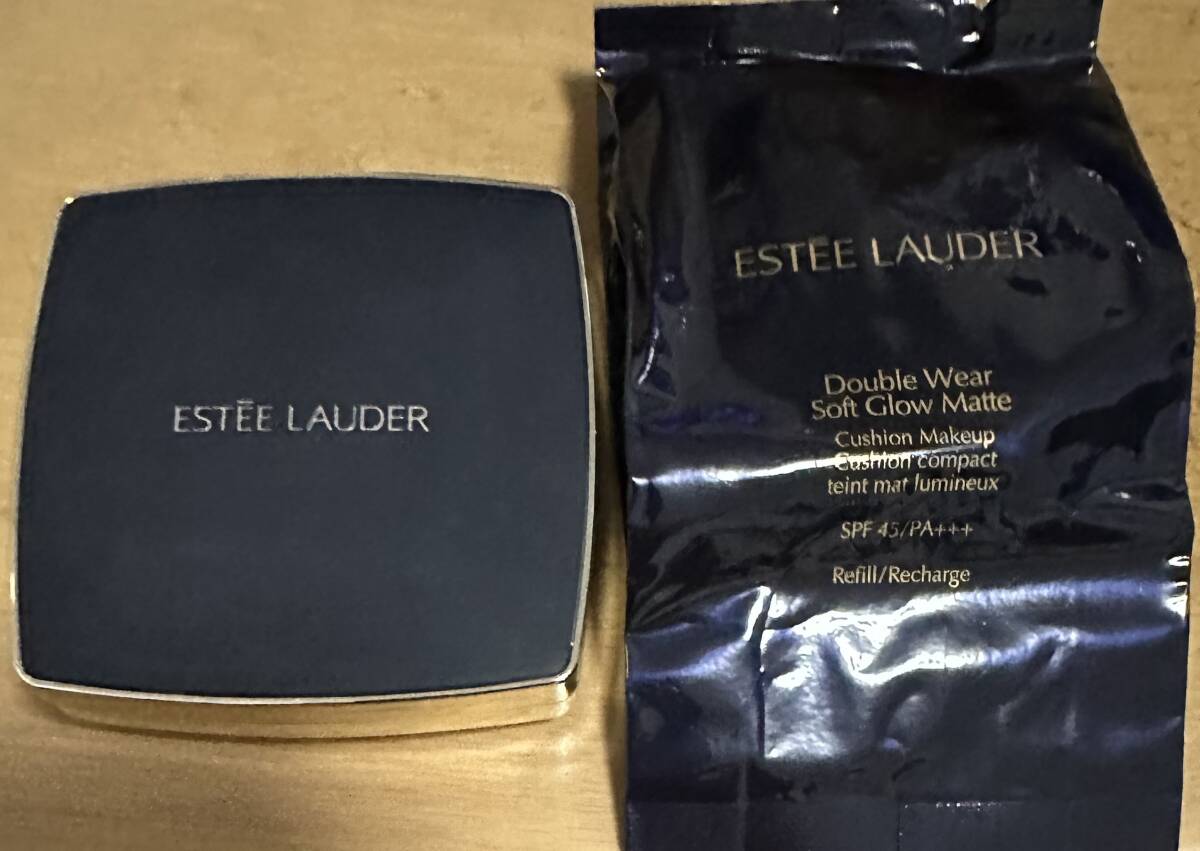 ESTĒE LAUDER
ESTĒE LAUDER
Double Wear
Soft Glow Matte
Cushion Makeup
Cushion compact
teint mat lumineux
SPF 45/PA+++
Refill/Recharge